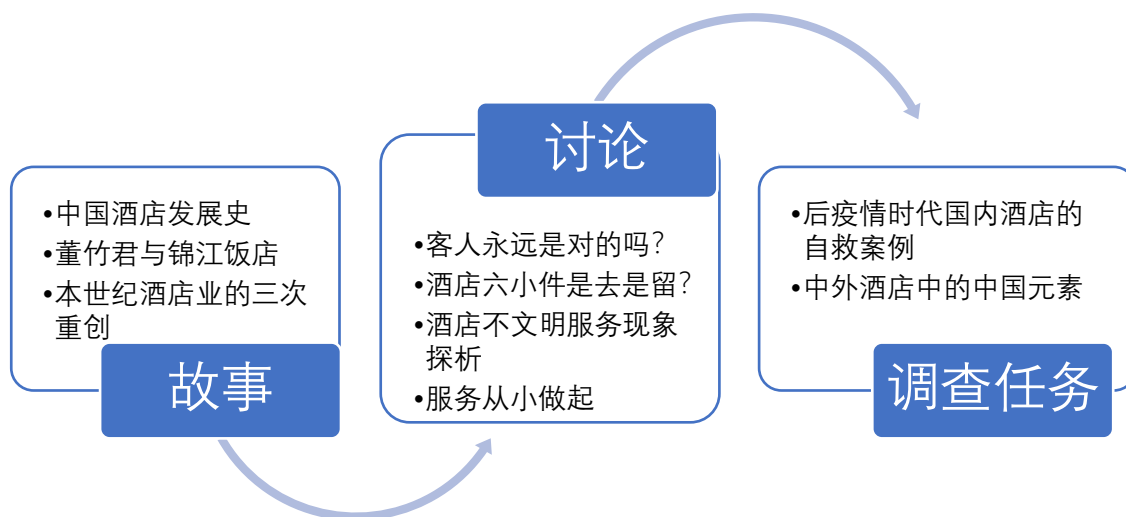 •中国酒店发展史
•董竹君与锦江饭店
•本世纪酒店业的三次
重创
故事
讨论
•客人永远是对的吗？
•酒店六小件是去是留？
•酒店不文明服务现象
探析
•服务从小做起
•后疫情时代国内酒店的
自救案例
•中外酒店中的中国元素
调查任务